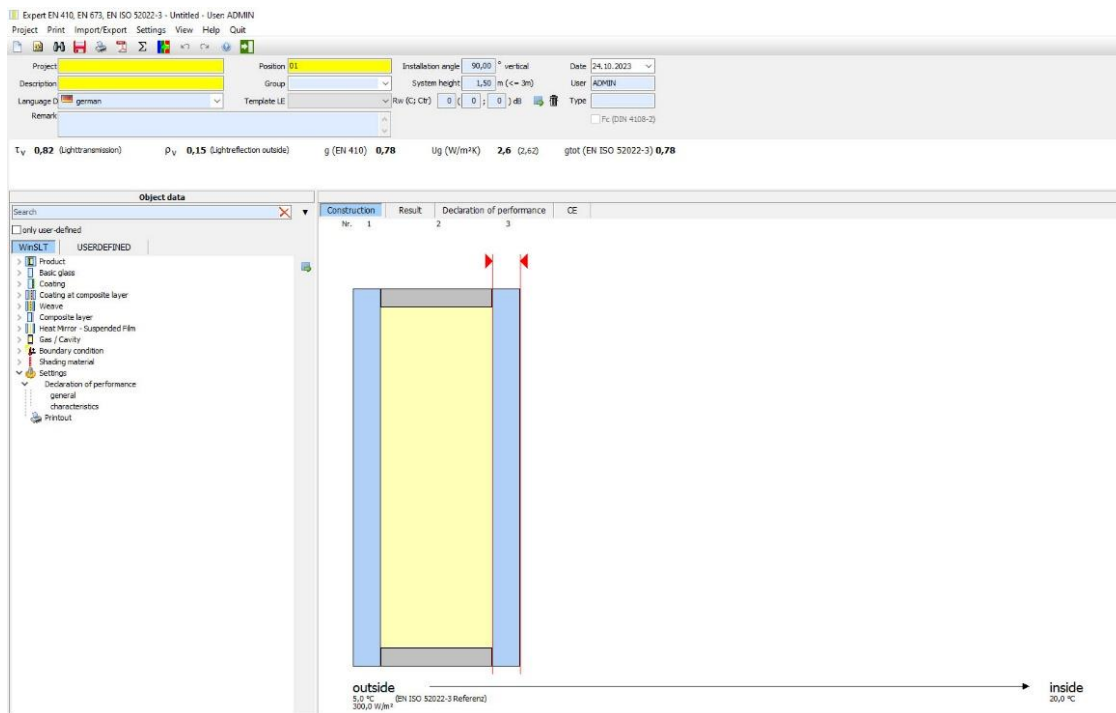 Expert EN 410, EN 673, EN ISO 52022-3 - Untitled - User: ADMIN
Project Print Import/Export Settings View Help Quit
Project Position 01 Installation angle 90,00 ° vertical Date 24.10.2023
Description Group System height 1,50 m (<= 3m) User ADMIN
Language D german Template LE Rw (C; Ctr) 0 ( 0 ; 0 ) dB Type
Remark Fc (DIN 4108-2)
τv 0,82 (Lighttransmission) ρv 0,15 (Lightreflection outside) g (EN 410) 0,78 Ug (W/m²K) 2,6 (2,62) gtot (EN ISO 52022-3) 0,78
Object data
Search
Construction Result Declaration of performance CE
only user-defined
Nr. 1 2 3
WinSLT USERDEFINED
Product
Basic glass
Coating
Coating at composite layer
Weave
Composite layer
Heat Mirror - Suspended Film
Gas / Cavity
Boundary condition
Shading material
Settings
Declaration of performance
general
characteristics
Printout
outside inside
5,0 °C (EN ISO 52022-3 Referenz) 20,0 °C
300,0 W/m²